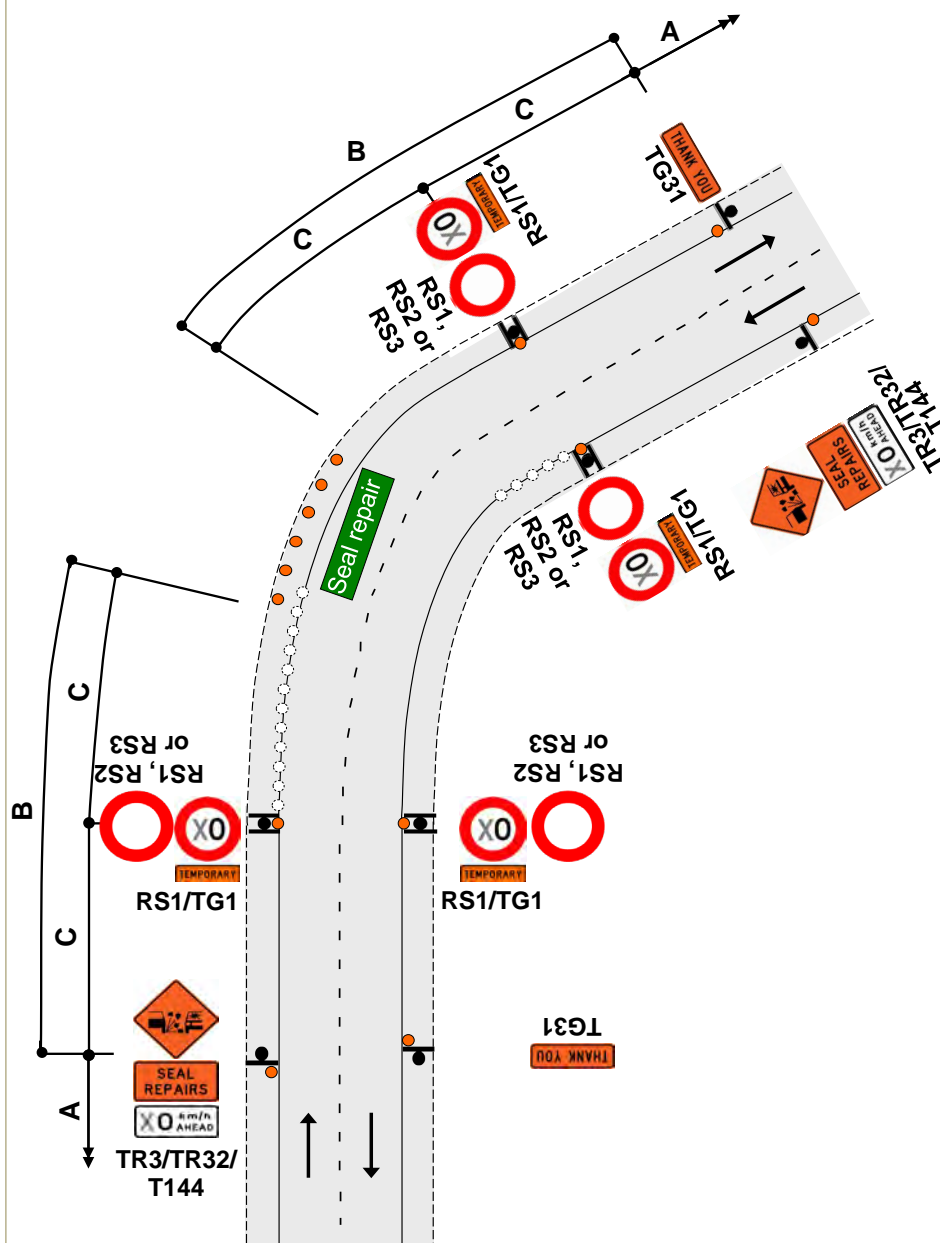 A
C
B
C
THANK YOU
TG31
X0
TEMPORARY
RS1/TG1
RS1,
RS2 or
RS3
TR3/TR32/
T144
X0 km/h
AHEAD
SEAL
REPAIRS
Seal repair
RS1,
RS2 or
RS3
X0
TEMPORARY
RS1/TG1
C
B
C
A
RS1, RS2
or RS3
X0
TEMPORARY
RS1/TG1
RS1, RS2
or RS3
X0
TEMPORARY
RS1/TG1
SEAL
REPAIRS
X0 km/h
AHEAD
TR3/TR32/
T144
TG31
THANK YOU